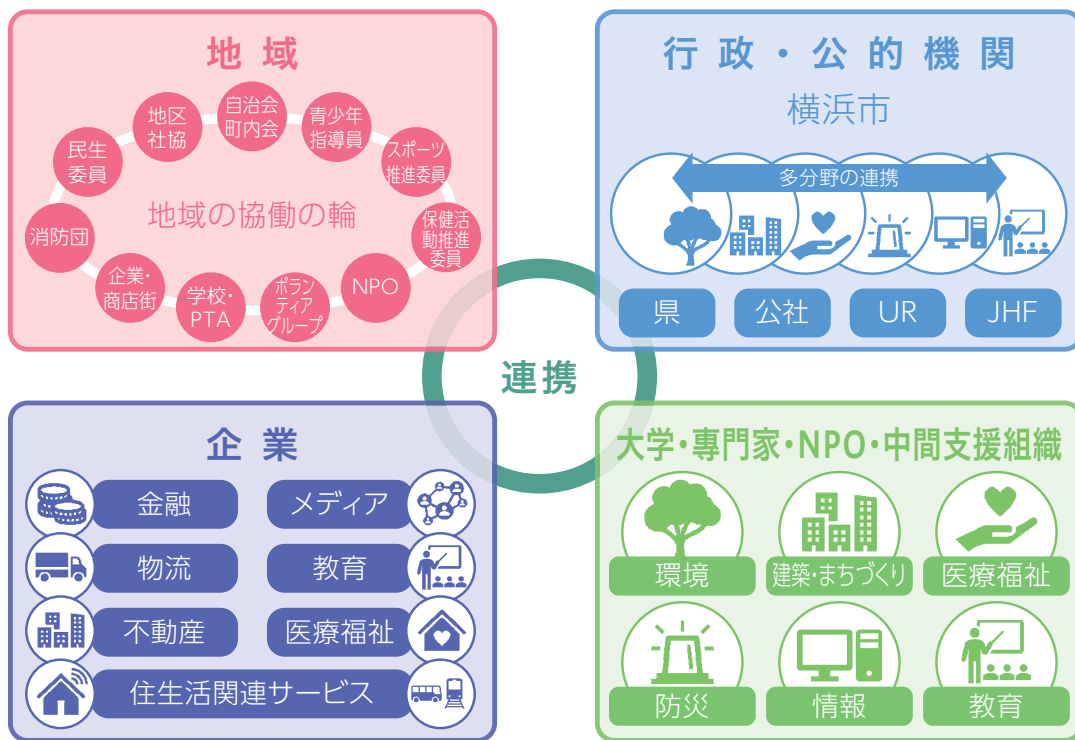 地域
自治会
町内会
青少年
指導員
スポーツ
推進委員
保健活
動推進
委員
NPO
ボラン
ティア
グループ
学校・
PTA
企業・
商店街
消防団
民生
委員
地区
社協
地域の協働の輪
行政・公的機関
横浜市
多分野の連携
県
公社
UR
JHF
連携
企業
金融
メディア
物流
教育
不動産
医療福祉
住生活関連サービス
大学・専門家・NPO・中間支援組織
環境
建築・まちづくり
医療福祉
防災
情報
教育